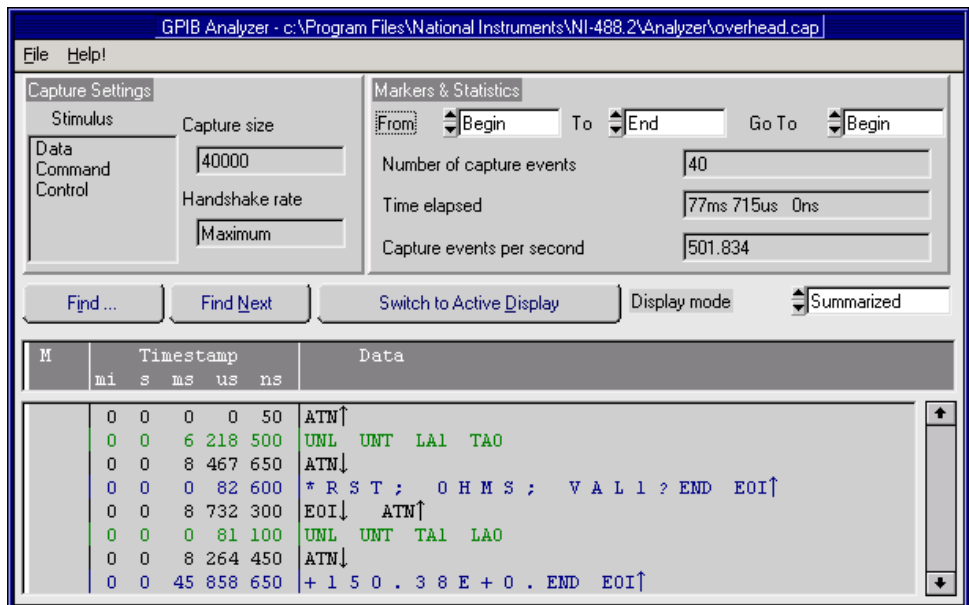 GPIB Analyzer - c:\Program Files\National Instruments\NI-488.2\Analyzer\overhead.cap
File Help!
Capture Settings
Stimulus
Data
Command
Control
Capture size
40000
Handshake rate
Maximum
Markers & Statistics
From Begin To End Go To Begin
Number of capture events 40
Time elapsed 77ms 715us 0ns
Capture events per second 501.834
Find ... Find Next Switch to Active Display Display mode Summarized
M Timestamp Data
mi s ms us ns
0 0 0 0 50 ATN↑
0 0 6 218 500 UNL UNT LA1 TA0
0 0 8 467 650 ATN↓
0 0 0 82 600 * R S T ; O H M S ; V A L 1 ? END EOI↑
0 0 8 732 300 EOI↓ ATN↑
0 0 0 81 100 UNL UNT TA1 LA0
0 0 8 264 450 ATN↓
0 0 45 858 650 + 1 5 0 . 3 8 E + 0 . END EOI↑